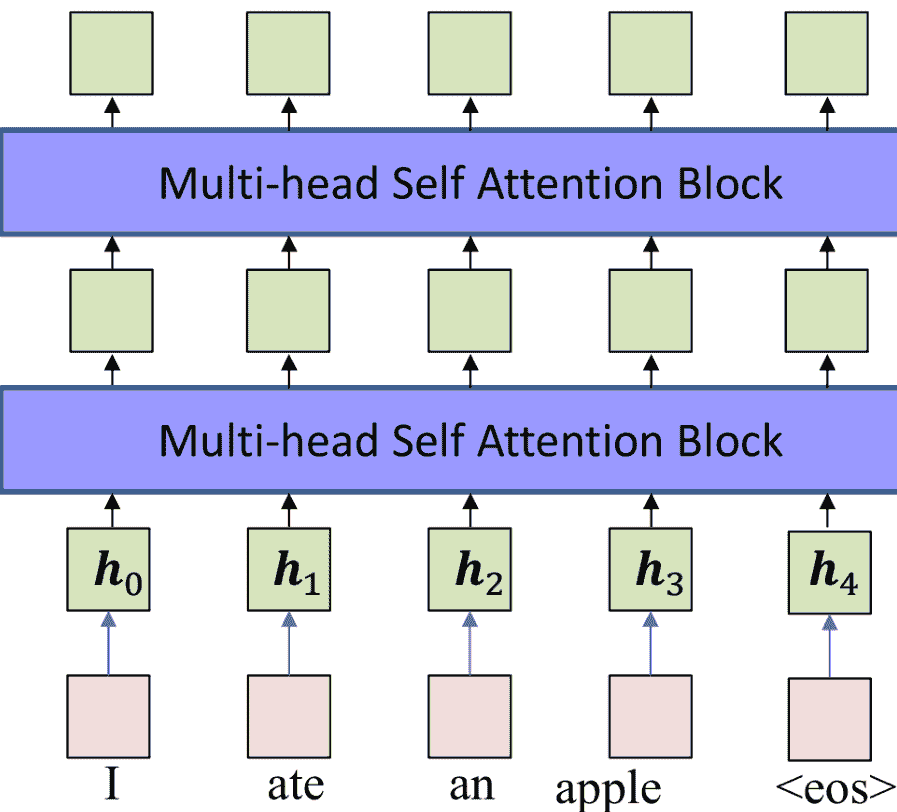 Multi-head Self Attention Block
Multi-head Self Attention Block
h₀ h₁ h₂ h₃ h₄
I ate an apple <eos>